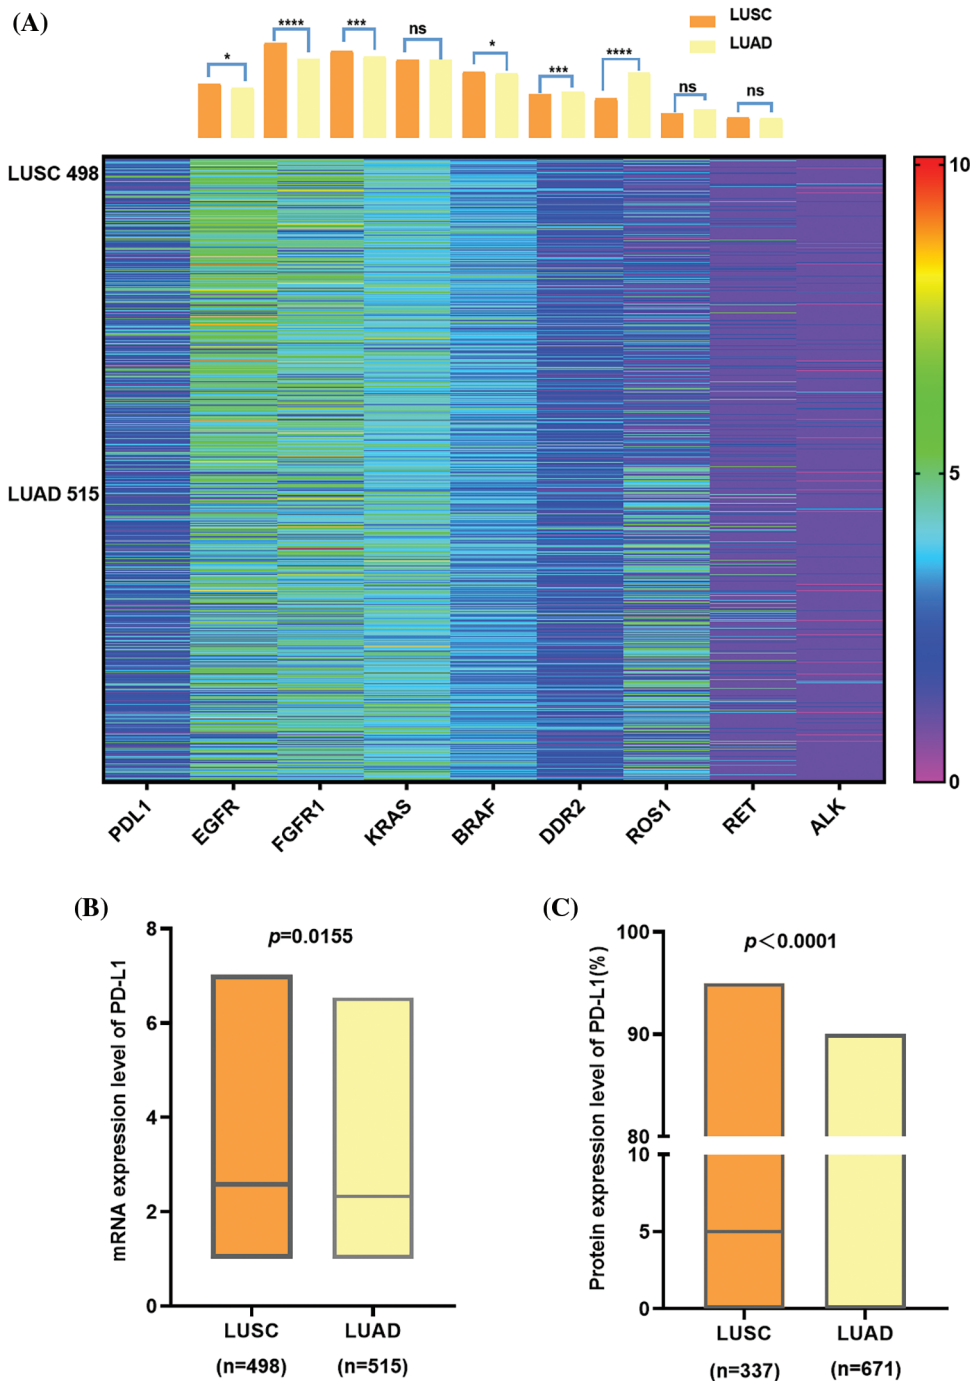 (A)
LUSC
LUAD
* **** *** ns * *** **** ns ns
LUSC 498
LUAD 515
10
5
0
PDL1 EGFR FGFR1 KRAS BRAF DDR2 ROS1 RET ALK
(B)
p=0.0155
mRNA expression level of PD-L1
8
6
4
2
0
LUSC LUAD
(n=498) (n=515)
(C)
p<0.0001
Protein expression level of PD-L1(%)
100
90
80
10
5
0
LUSC LUAD
(n=337) (n=671)